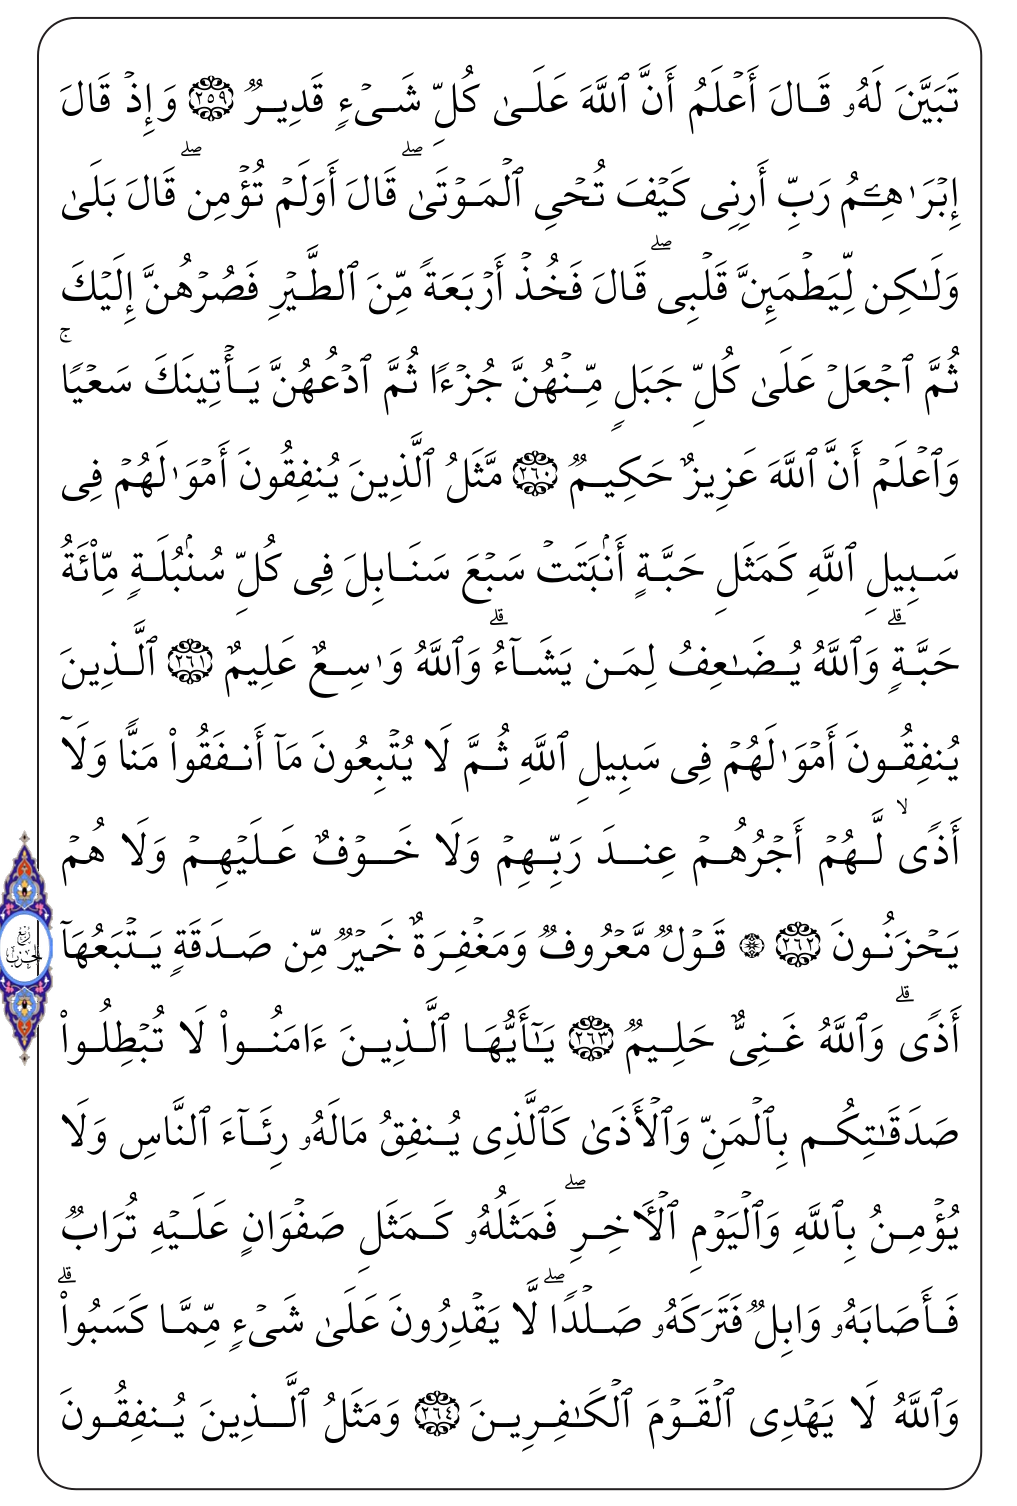 تَبَيَّنَ لَهُۥ قَالَ أَعۡلَمُ أَنَّ ٱللَّهَ عَلَىٰ كُلِّ شَىۡءٍۢ قَدِيرٌۭ ٢٥٩ وَإِذۡ قَالَ
إِبۡرَٰهِـۧمُ رَبِّ أَرِنِى كَيۡفَ تُحۡىِ ٱلۡمَوۡتَىٰۖ قَالَ أَوَلَمۡ تُؤۡمِنۖ قَالَ بَلَىٰ
وَلَـٰكِن لِّيَطۡمَئِنَّ قَلۡبِىۖ قَالَ فَخُذۡ أَرۡبَعَةًۭ مِّنَ ٱلطَّيۡرِ فَصُرۡهُنَّ إِلَيۡكَ
ثُمَّ ٱجۡعَلۡ عَلَىٰ كُلِّ جَبَلٍۢ مِّنۡهُنَّ جُزۡءًۭا ثُمَّ ٱدۡعُهُنَّ يَأۡتِينَكَ سَعۡيًۭاۚ
وَٱعۡلَمۡ أَنَّ ٱللَّهَ عَزِيزٌ حَكِيمٌۭ ٢٦٠ مَّثَلُ ٱلَّذِينَ يُنفِقُونَ أَمۡوَٰلَهُمۡ فِى
سَبِيلِ ٱللَّهِ كَمَثَلِ حَبَّةٍ أَنۢبَتَتۡ سَبۡعَ سَنَابِلَ فِى كُلِّ سُنۢبُلَةٍۢ مِّا۟ئَةُ
حَبَّةٍۢۗ وَٱللَّهُ يُضَـٰعِفُ لِمَن يَشَآءُۗ وَٱللَّهُ وَٰسِعٌ عَلِيمٌ ٢٦١ ٱلَّذِينَ
يُنفِقُونَ أَمۡوَٰلَهُمۡ فِى سَبِيلِ ٱللَّهِ ثُمَّ لَا يُتۡبِعُونَ مَآ أَنفَقُوا۟ مَنًّۭا وَلَآ
أَذًۭىۙ لَّهُمۡ أَجۡرُهُمۡ عِندَ رَبِّهِمۡ وَلَا خَوۡفٌ عَلَيۡهِمۡ وَلَا هُمۡ
يَحۡزَنُونَ ٢٦٢ ۞ قَوۡلٌۭ مَّعۡرُوفٌۭ وَمَغۡفِرَةٌ خَيۡرٌۭ مِّن صَدَقَةٍۢ يَتۡبَعُهَآ
أَذًۭىۗ وَٱللَّهُ غَنِىٌّ حَلِيمٌۭ ٢٦٣ يَـٰٓأَيُّهَا ٱلَّذِينَ ءَامَنُوا۟ لَا تُبۡطِلُوا۟
صَدَقَـٰتِكُم بِٱلۡمَنِّ وَٱلۡأَذَىٰ كَٱلَّذِى يُنفِقُ مَالَهُۥ رِئَآءَ ٱلنَّاسِ وَلَا
يُؤۡمِنُ بِٱللَّهِ وَٱلۡيَوۡمِ ٱلۡـَٔاخِرِۖ فَمَثَلُهُۥ كَمَثَلِ صَفۡوَانٍ عَلَيۡهِ تُرَابٌۭ
فَأَصَابَهُۥ وَابِلٌۭ فَتَرَكَهُۥ صَلۡدًۭاۖ لَّا يَقۡدِرُونَ عَلَىٰ شَىۡءٍۢ مِّمَّا كَسَبُوا۟ۗ
وَٱللَّهُ لَا يَهۡدِى ٱلۡقَوۡمَ ٱلۡكَـٰفِرِينَ ٢٦٤ وَمَثَلُ ٱلَّذِينَ يُنفِقُونَ
ربع
الحزب